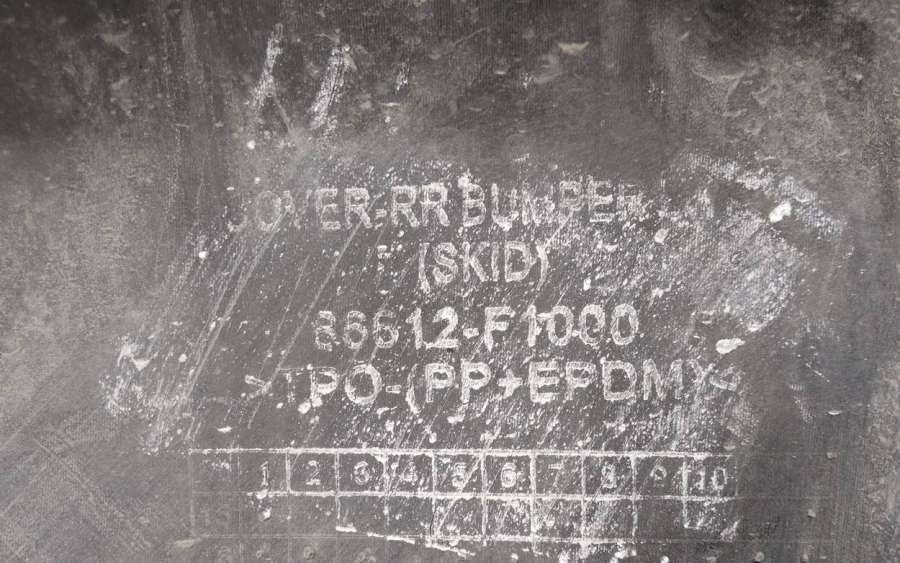 COVER-RR BUMPER
(SKID)
86612-F1000
>TPO-(PP+EPDM)<
1 2 3 4 5 6 7 8 9 10